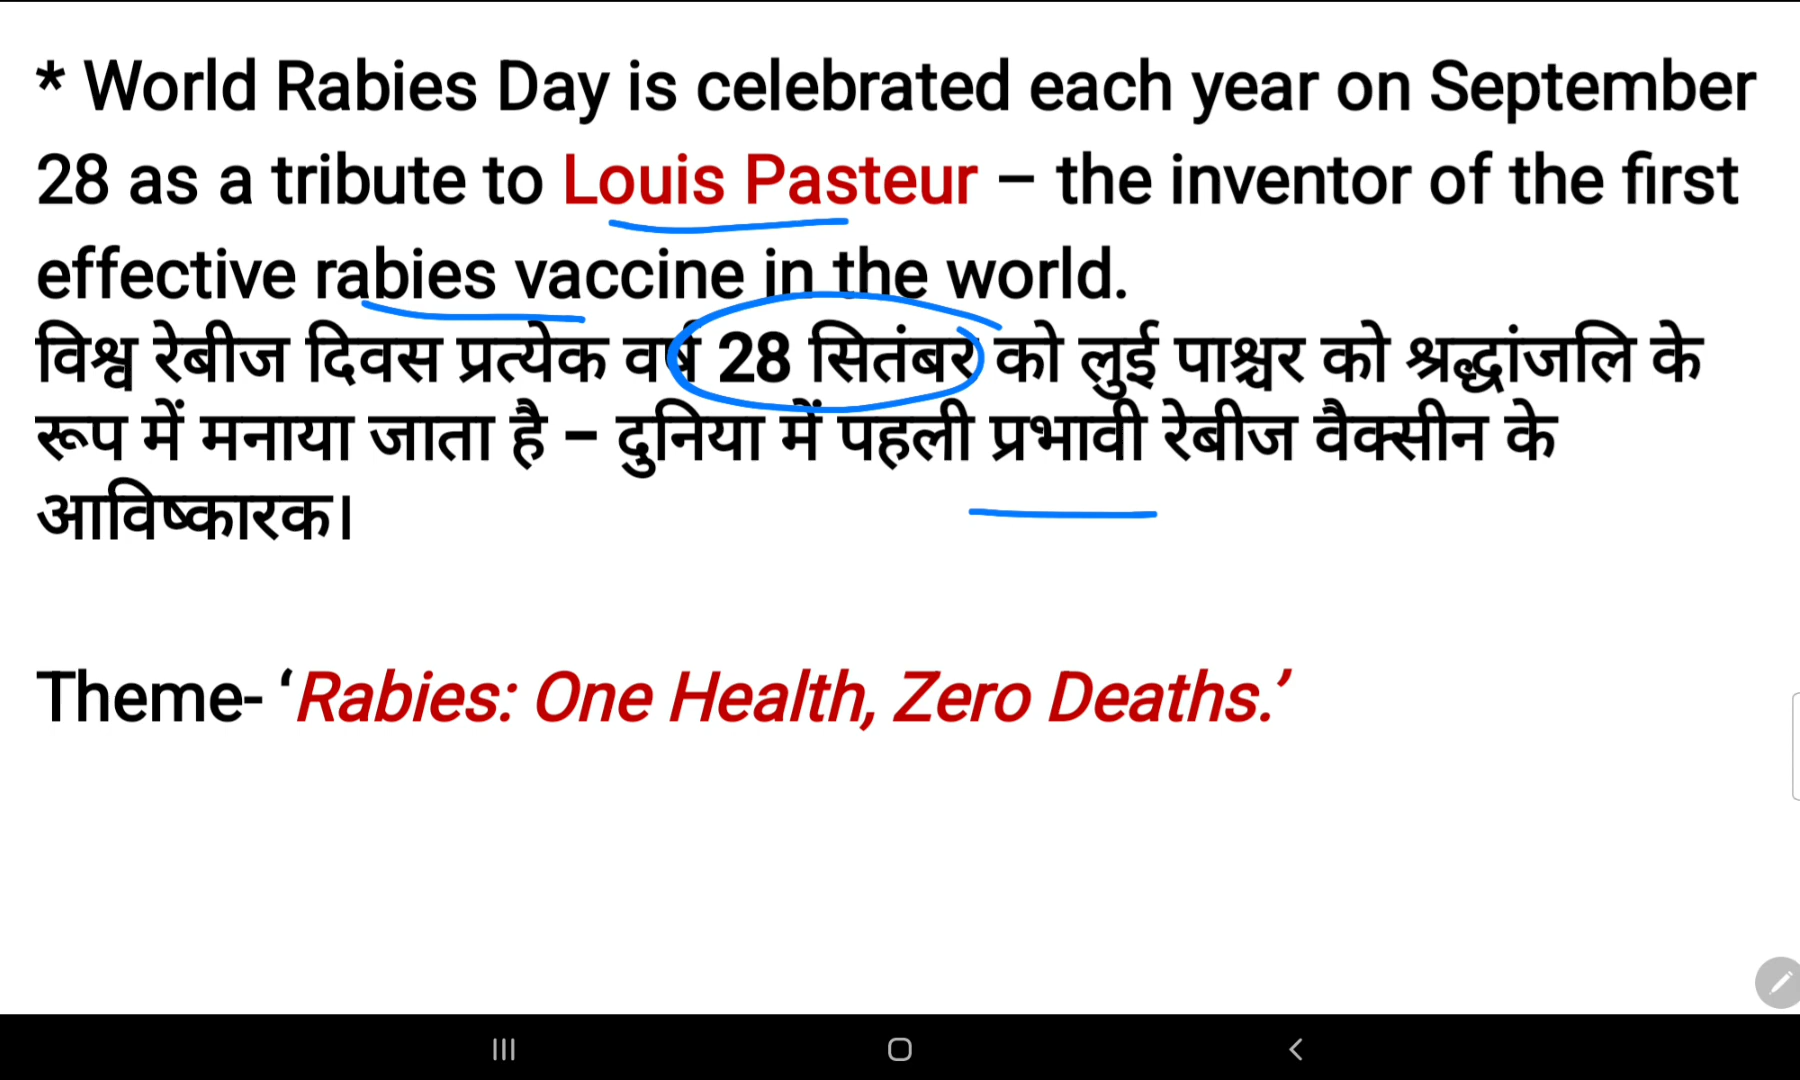 * World Rabies Day is celebrated each year on September
28 as a tribute to Louis Pasteur – the inventor of the first
effective rabies vaccine in the world.
विश्व रेबीज दिवस प्रत्येक वर्ष 28 सितंबर को लुई पाश्चर को श्रद्धांजलि के
रूप में मनाया जाता है – दुनिया में पहली प्रभावी रेबीज वैक्सीन के
आविष्कारक।
Theme- ‘Rabies: One Health, Zero Deaths.’